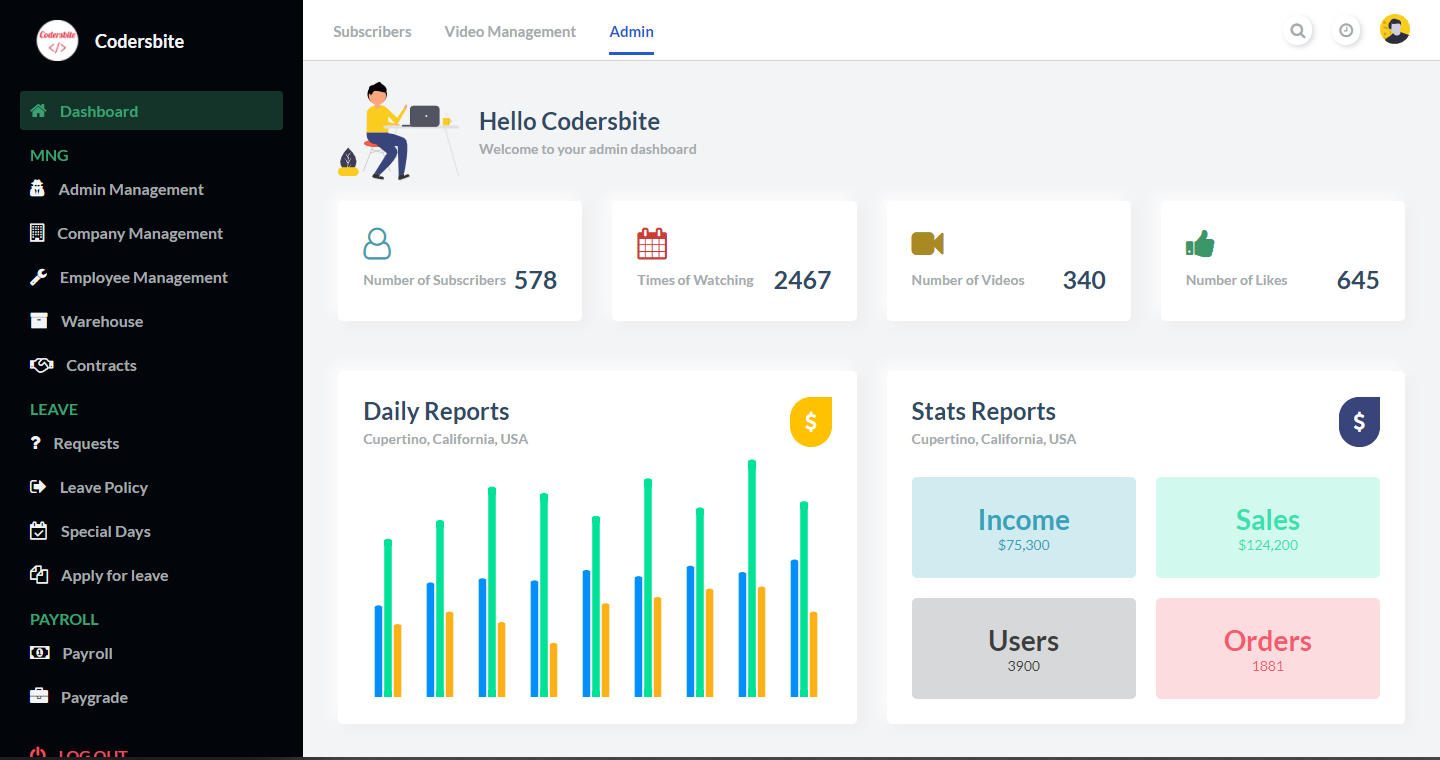 Codersbite
</>
Codersbite
Dashboard
MNG
Admin Management
Company Management
Employee Management
Warehouse
Contracts
LEAVE
? Requests
Leave Policy
Special Days
Apply for leave
PAYROLL
Payroll
Paygrade
LOG OUT
Subscribers Video Management Admin
Hello Codersbite
Welcome to your admin dashboard
Number of Subscribers 578
Times of Watching 2467
Number of Videos 340
Number of Likes 645
Daily Reports
Cupertino, California, USA
$
Stats Reports
Cupertino, California, USA
$
Income
$75,300
Sales
$124,200
Users
3900
Orders
1881